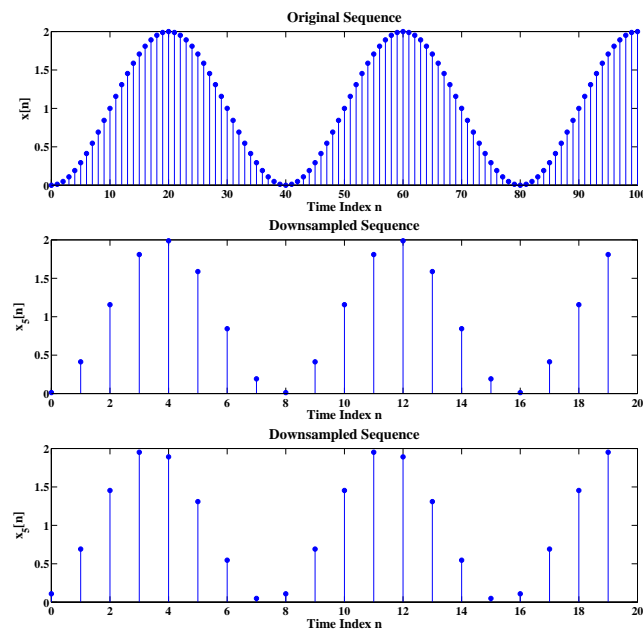 Original Sequence
2
1.5
1
0.5
0
x[n]
0 10 20 30 40 50 60 70 80 90 100
Time Index n
Downsampled Sequence
2
1.5
1
0.5
0
x5[n]
0 2 4 6 8 10 12 14 16 18 20
Time Index n
Downsampled Sequence
2
1.5
1
0.5
0
x5[n]
0 2 4 6 8 10 12 14 16 18 20
Time Index n